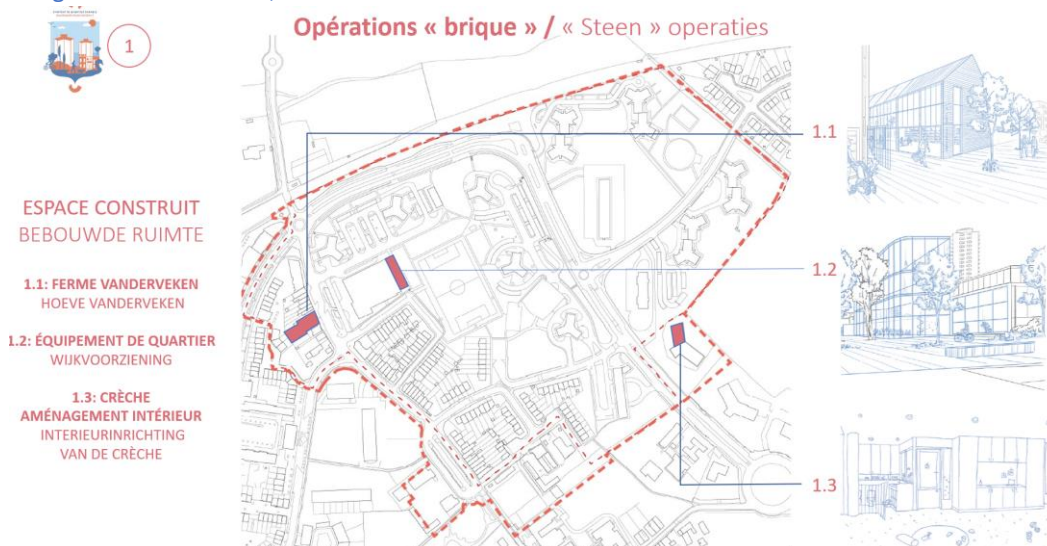 Opérations « brique » / « Steen » operaties
1
ESPACE CONSTRUIT
BEBOUWDE RUIMTE
1.1: FERME VANDERVEKEN
HOEVE VANDERVEKEN
1.2: ÉQUIPEMENT DE QUARTIER
WIJKVOORZIENING
1.3: CRÈCHE
AMÉNAGEMENT INTÉRIEUR
INTERIEURINRICHTING
VAN DE CRÈCHE
1.1
1.2
1.3